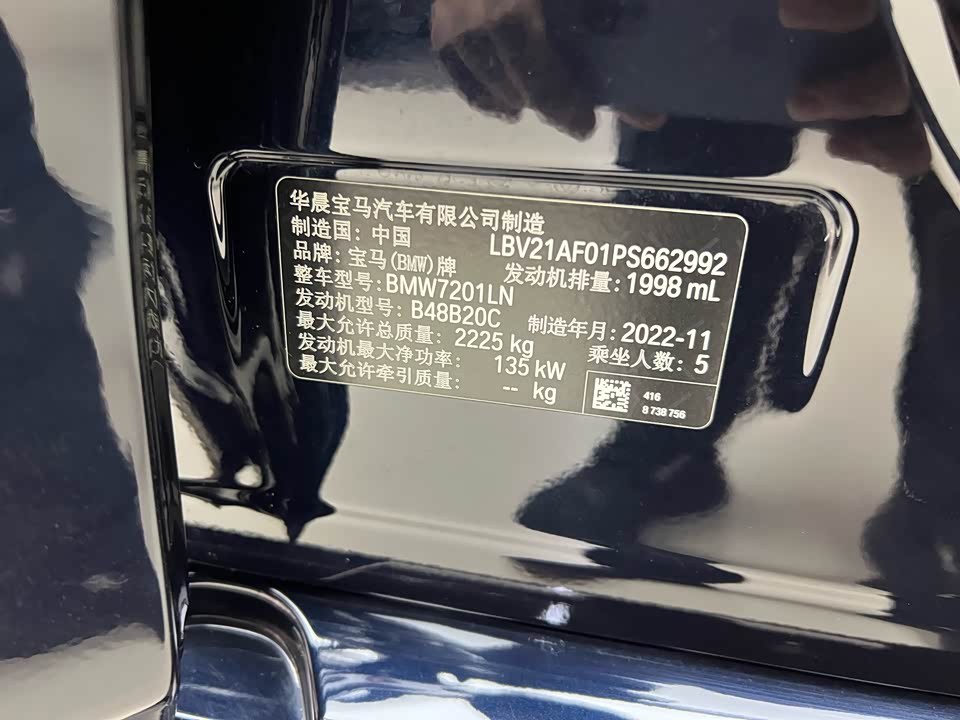 华晨宝马汽车有限公司制造
制造国: 中国 LBV21AF01PS662992
品牌: 宝马(BMW)牌 发动机排量: 1998 mL
整车型号: BMW7201LN
发动机型号: B48B20C 制造年月: 2022-11
最大允许总质量: 2225 kg 乘坐人数: 5
发动机最大净功率: 135 kW
最大允许牵引质量: -- kg
416
8 738 756